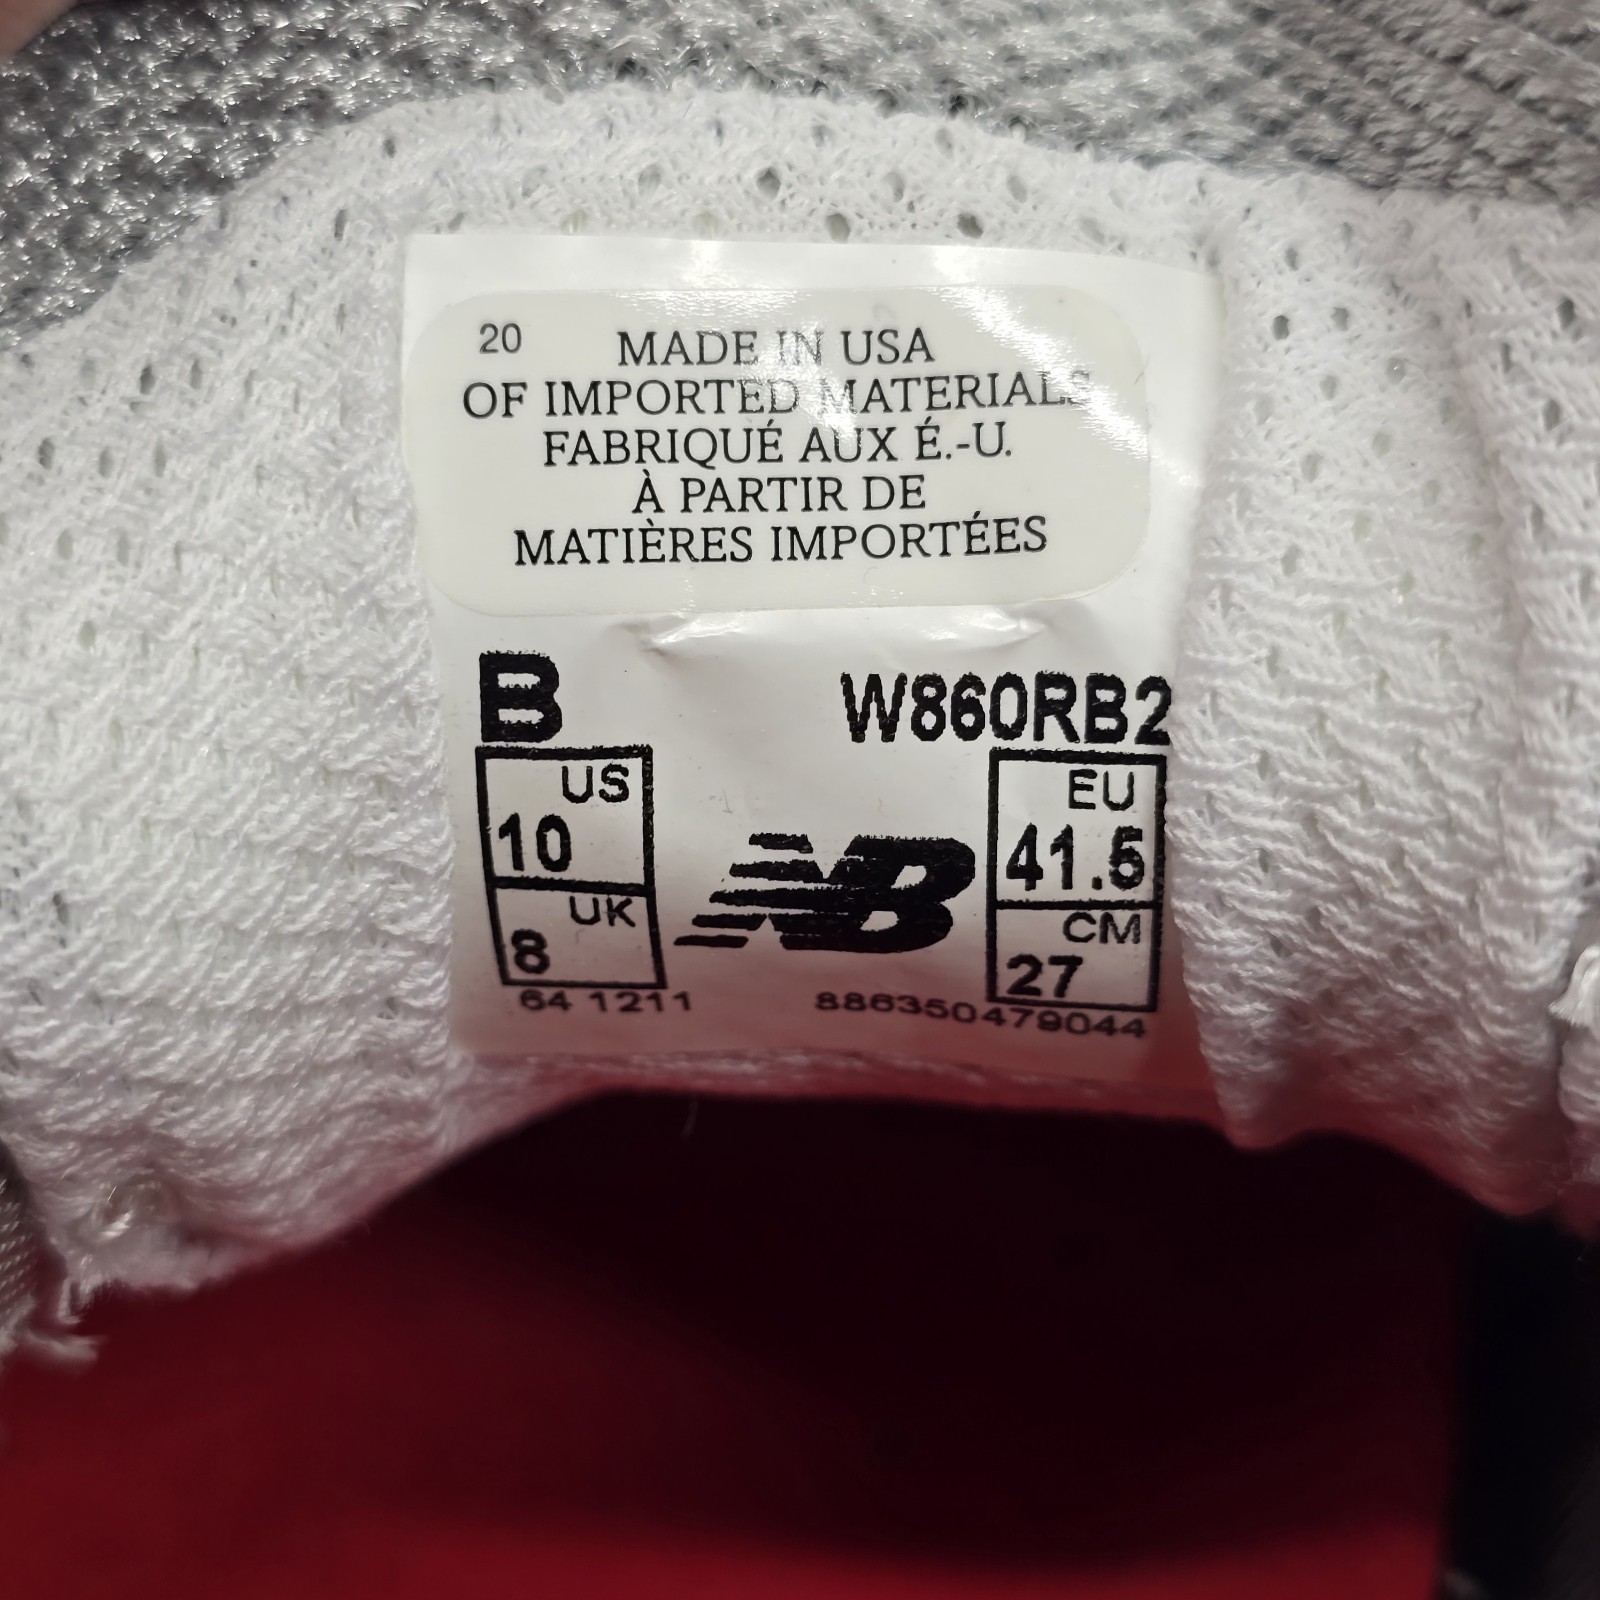 20 MADE IN USA
OF IMPORTED MATERIALS
FABRIQUÉ AUX É.-U.
À PARTIR DE
MATIÈRES IMPORTÉES
B W860RB2
US
10
UK
8
NB
EU
41.5
CM
27
64 1211 886350479044